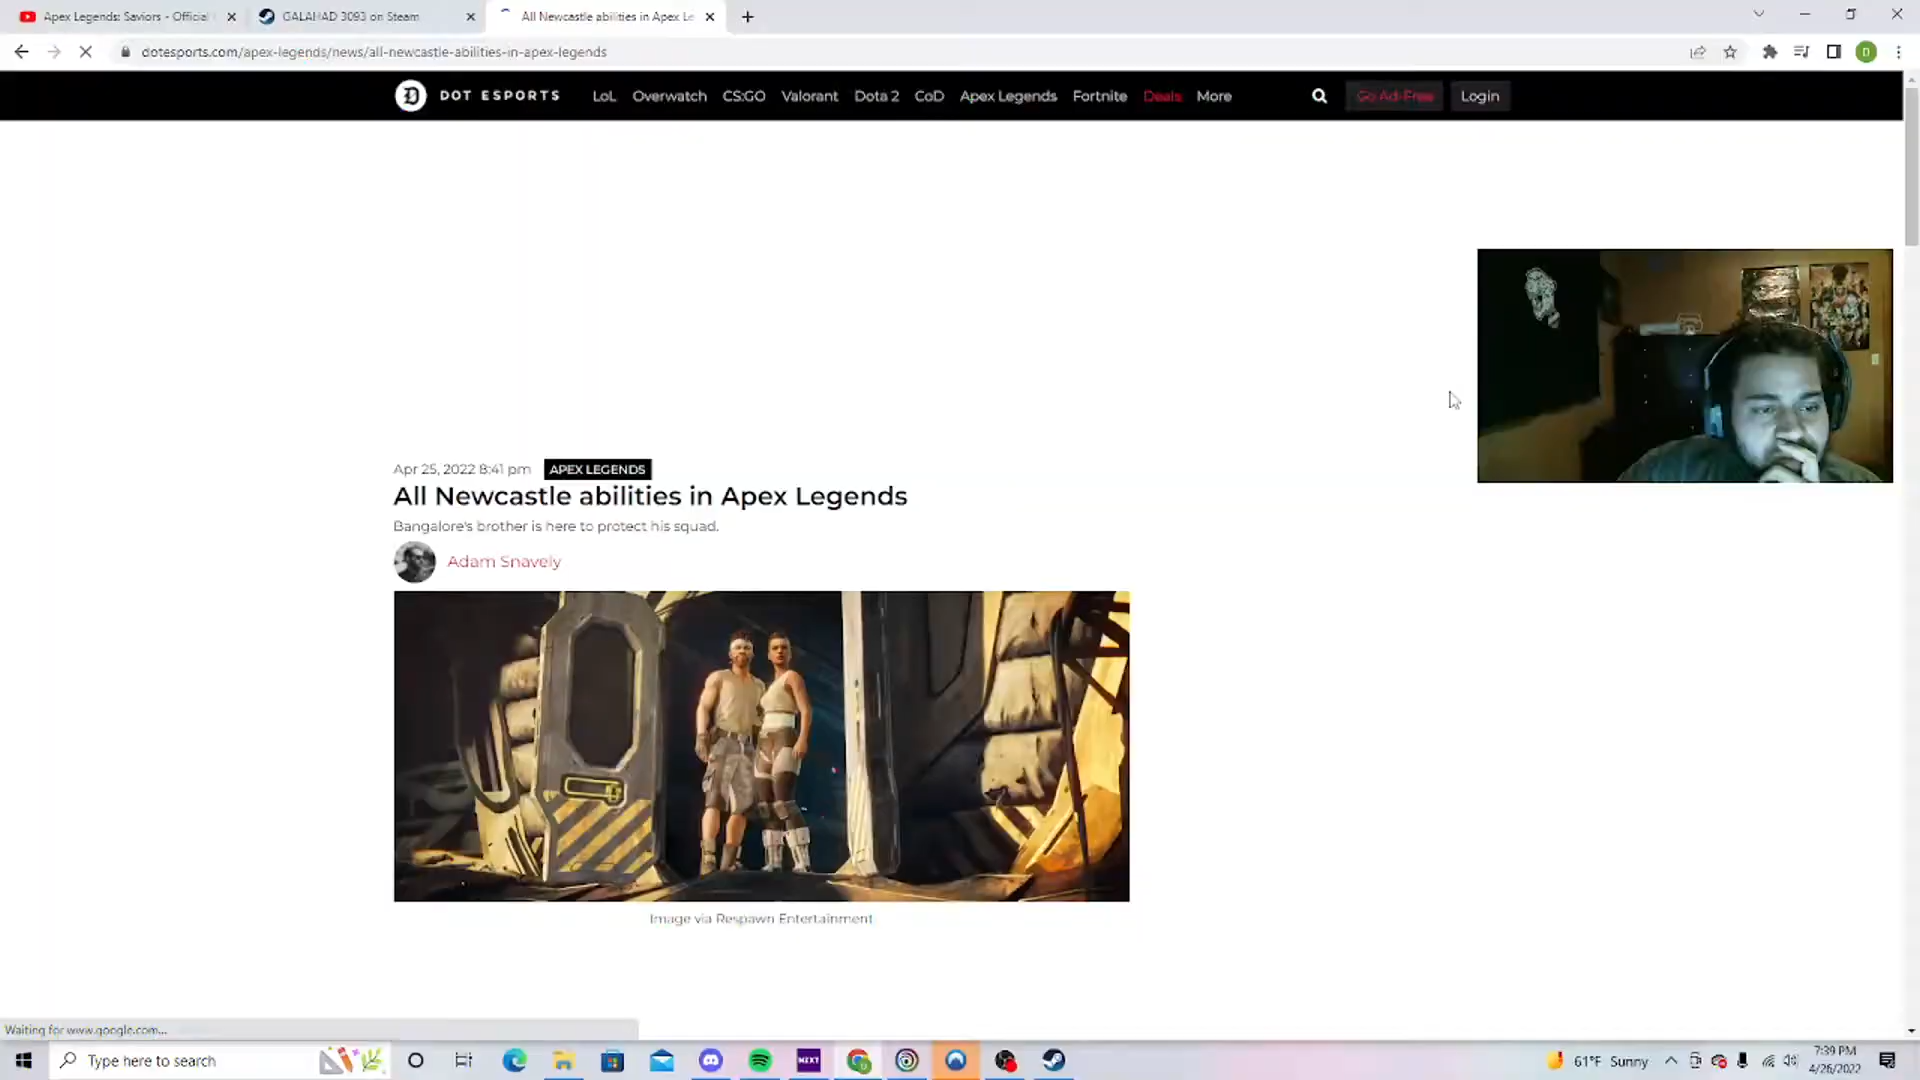 Apex Legends: Saviors - Official
GALAHAD 3093 on Steam
All Newcastle abilities in Apex Le
dotesports.com/apex-legends/news/all-newcastle-abilities-in-apex-legends
D
DOT ESPORTS
LoL Overwatch CS:GO Valorant Dota 2 CoD Apex Legends Fortnite Deals More
Go Ad-Free
Login
Apr 25, 2022 8:41 pm
APEX LEGENDS
All Newcastle abilities in Apex Legends
Bangalore's brother is here to protect his squad.
Adam Snavely
Image via Respawn Entertainment
Waiting for www.google.com...
Type here to search
NEXT
61°F Sunny
7:39 PM
4/26/2022